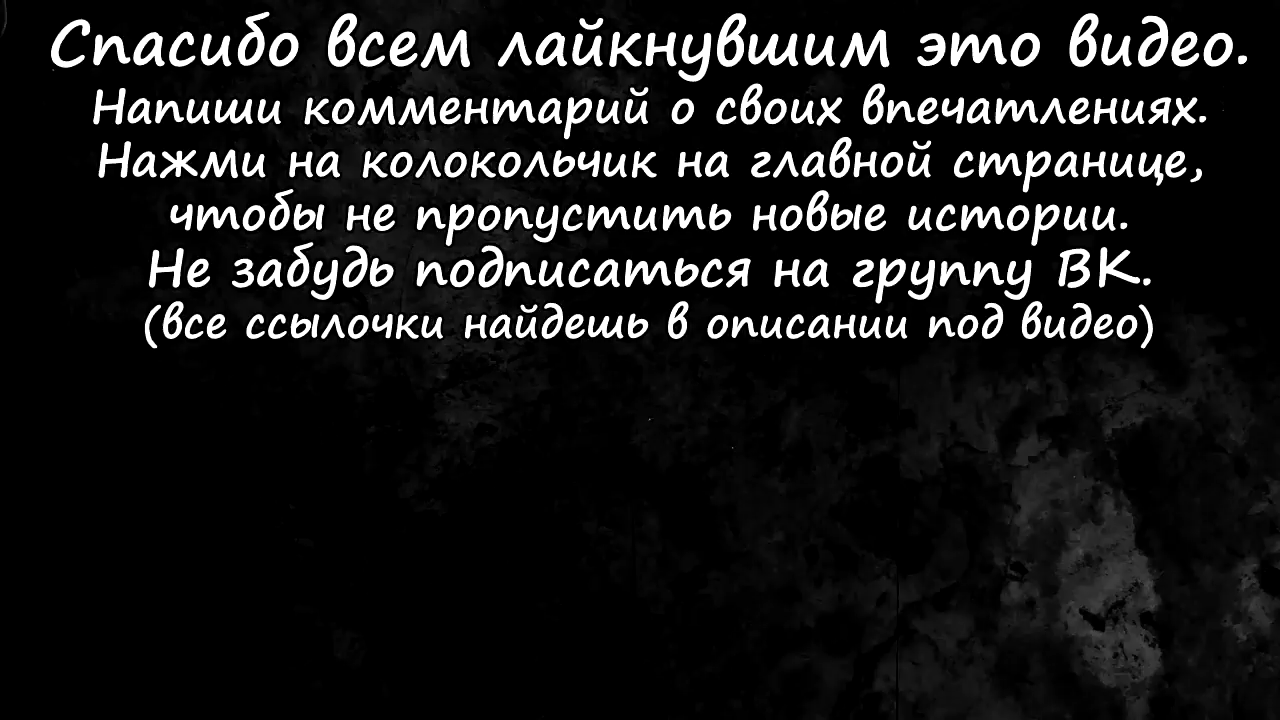 Спасибо всем лайкнувшим это видео.
Напиши комментарий о своих впечатлениях.
Нажми на колокольчик на главной странице,
чтобы не пропустить новые истории.
Не забудь подписаться на группу ВК.
(все ссылочки найдешь в описании под видео)